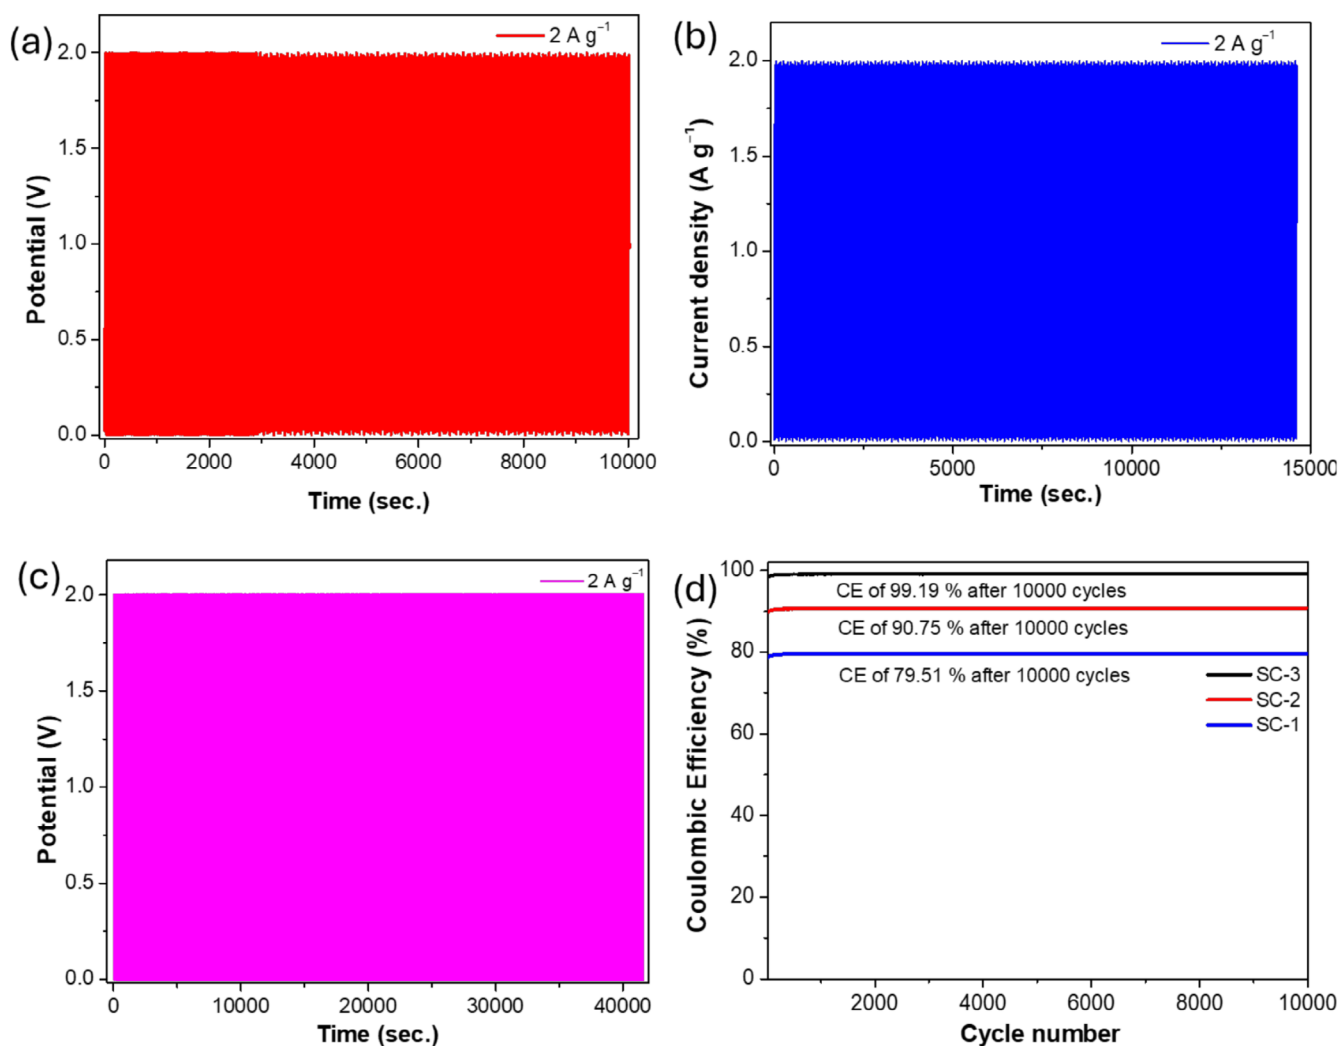 (a)
2 A g⁻¹
2.0
1.5
1.0
0.5
0.0
Potential (V)
0 2000 4000 6000 8000 10000
Time (sec.)
(b)
2 A g⁻¹
2.0
1.5
1.0
0.5
0.0
Current density (A g⁻¹)
0 5000 10000 15000
Time (sec.)
(c)
2 A g⁻¹
2.0
1.5
1.0
0.5
0.0
Potential (V)
0 10000 20000 30000 40000
Time (sec.)
(d)
100
80
60
40
20
0
Coulombic Efficiency (%)
CE of 99.19 % after 10000 cycles
CE of 90.75 % after 10000 cycles
CE of 79.51 % after 10000 cycles
SC-3
SC-2
SC-1
2000 4000 6000 8000 10000
Cycle number